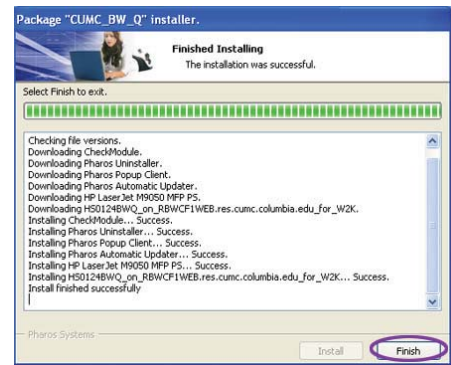 Package "CUMC_BW_Q" installer.
Finished Installing
The installation was successful.
Select Finish to exit.
Checking file versions.
Downloading CheckModule.
Downloading Pharos Uninstaller.
Downloading Pharos Popup Client.
Downloading Pharos Automatic Updater.
Downloading HP LaserJet M9050 MFP PS.
Downloading HS0124BWQ_on_RBWCF1WEB.res.cumc.columbia.edu_for_W2K.
Installing CheckModule... Success.
Installing Pharos Uninstaller... Success.
Installing Pharos Popup Client... Success.
Installing Pharos Automatic Updater... Success.
Installing HP LaserJet M9050 MFP PS... Success.
Installing HS0124BWQ_on_RBWCF1WEB.res.cumc.columbia.edu_for_W2K... Success.
Install finished successfully
Pharos Systems
Install
Finish